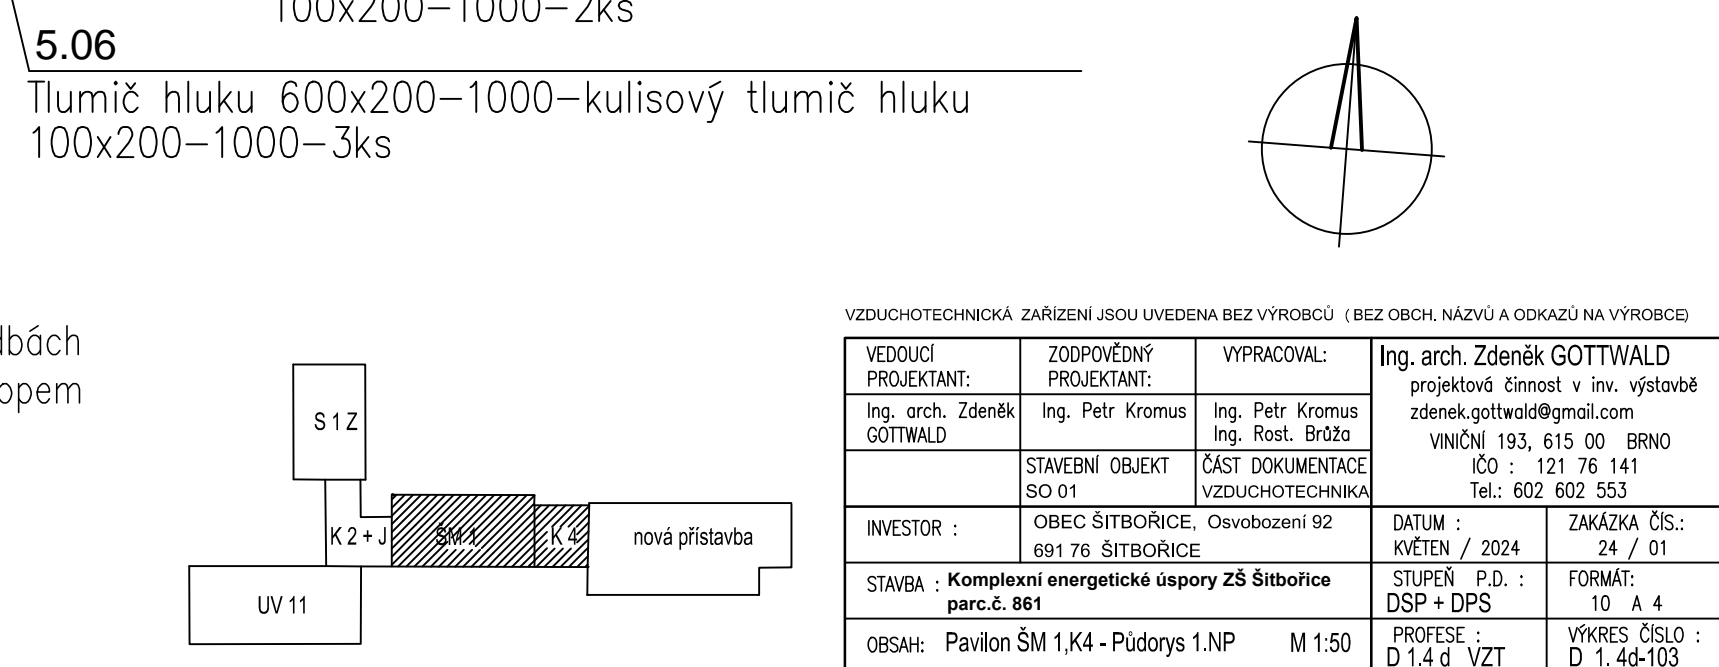 100x200-1000-2ks
5.06
Tlumič hluku 600x200-1000-kulisový tlumič hluku
100x200-1000-3ks
S 1 Z
K 2 + J
ŠM 1
K 4
nová přístavba
UV 11
VZDUCHOTECHNICKÁ ZAŘÍZENÍ JSOU UVEDENA BEZ VÝROBCŮ ( BEZ OBCH. NÁZVŮ A ODKAZŮ NA VÝROBCE)
VEDOUCÍ
PROJEKTANT:
ZODPOVĚDNÝ
PROJEKTANT:
VYPRACOVAL:
Ing. arch. Zdeněk
GOTTWALD
Ing. Petr Kromus
Ing. Petr Kromus
Ing. Rost. Brůža
STAVEBNÍ OBJEKT
SO 01
ČÁST DOKUMENTACE
VZDUCHOTECHNIKA
Ing. arch. Zdeněk GOTTWALD
projektová činnost v inv. výstavbě
zdenek.gottwald@gmail.com
VINIČNÍ 193, 615 00 BRNO
IČO : 121 76 141
Tel.: 602 602 553
INVESTOR :
OBEC ŠITBOŘICE, Osvobození 92
691 76 ŠITBOŘICE
DATUM :
KVĚTEN / 2024
ZAKÁZKA ČÍS.:
24 / 01
STAVBA : Komplexní energetické úspory ZŠ Šitbořice
parc.č. 861
STUPEŇ P.D. :
DSP + DPS
FORMÁT:
10 A 4
OBSAH: Pavilon ŠM 1,K4 - Půdorys 1.NP M 1:50
PROFESE :
D 1.4 d VZT
VÝKRES ČÍSLO :
D 1. 4d-103